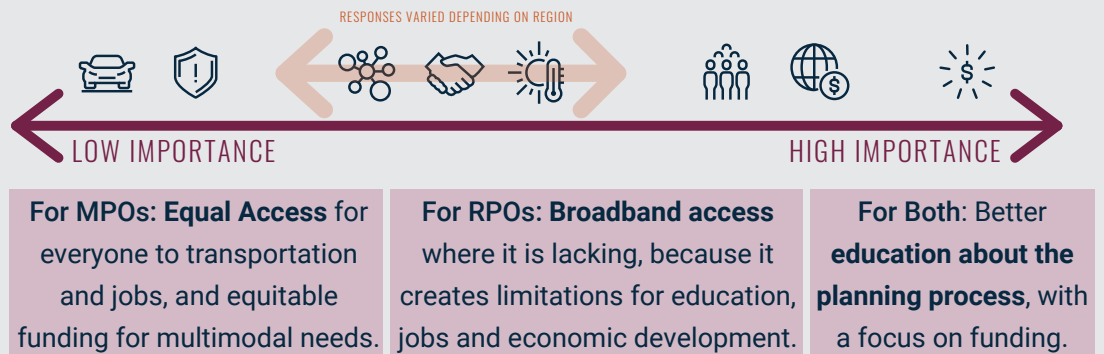 RESPONSES VARIED DEPENDING ON REGION
LOW IMPORTANCE
HIGH IMPORTANCE
For MPOs: Equal Access for
everyone to transportation
and jobs, and equitable
funding for multimodal needs.
For RPOs: Broadband access
where it is lacking, because it
creates limitations for education,
jobs and economic development.
For Both: Better
education about the
planning process, with
a focus on funding.